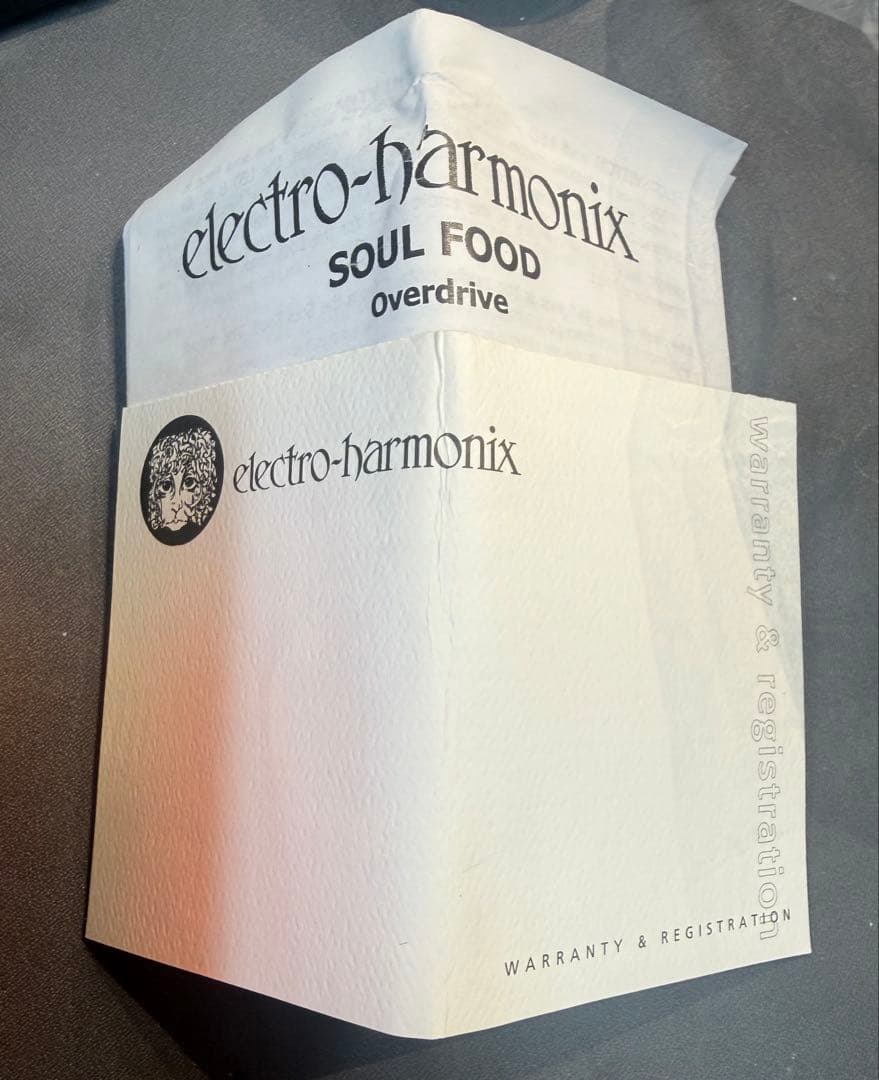 electro-harmonix
SOUL FOOD
Overdrive
electro-harmonix
warranty & registration
WARRANTY & REGISTRATION